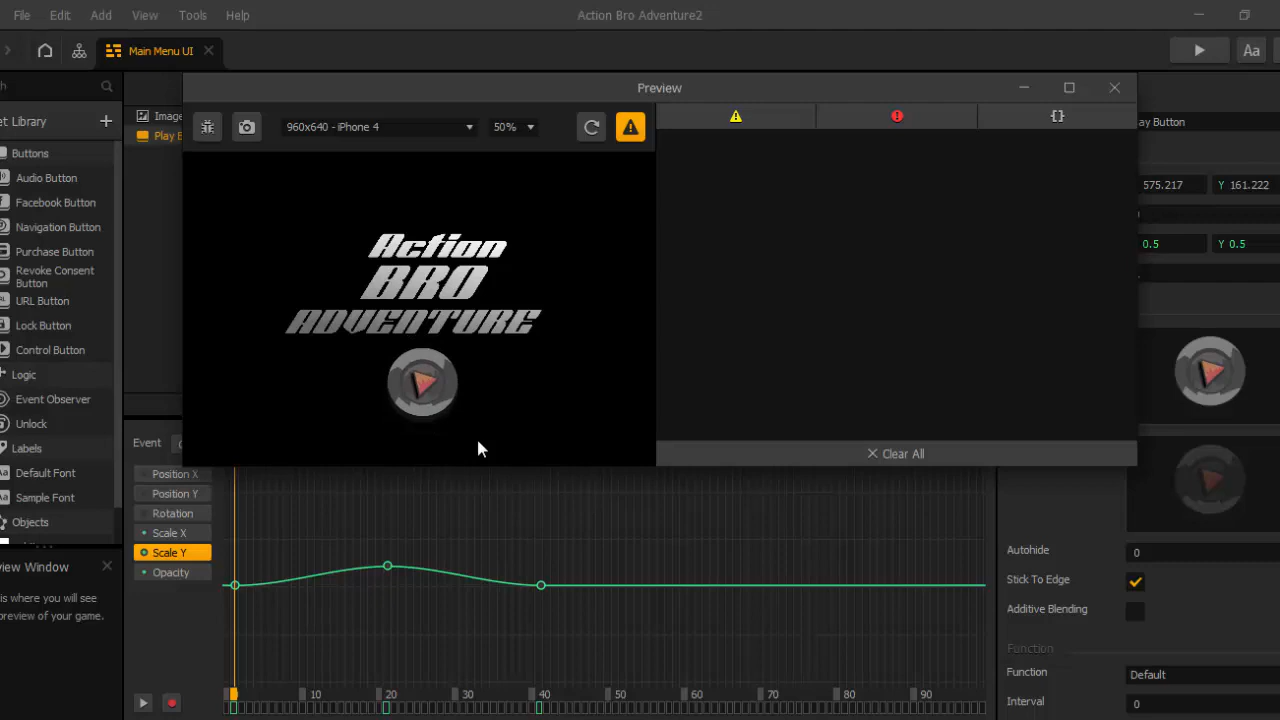 File Edit Add View Tools Help Action Bro Adventure2
Main Menu UI
Aa
Preview
960x640 - iPhone 4 50%
Image
Play B
et Library
Buttons
Audio Button
Facebook Button
Navigation Button
Purchase Button
Revoke Consent
Button
URL Button
Lock Button
Control Button
Logic
Event Observer
Unlock
Labels
Aa Default Font
Aa Sample Font
Objects
Action
BRO
ADVENTURE
Clear All
ay Button
575.217 Y 161.222
0.5 Y 0.5
Event
Position X
Position Y
Rotation
Scale X
Scale Y
Opacity
10 20 30 40 50 60 70 80 90
view Window
is where you will see
preview of your game.
Autohide 0
Stick To Edge
Additive Blending
Function
Function Default
Interval 0